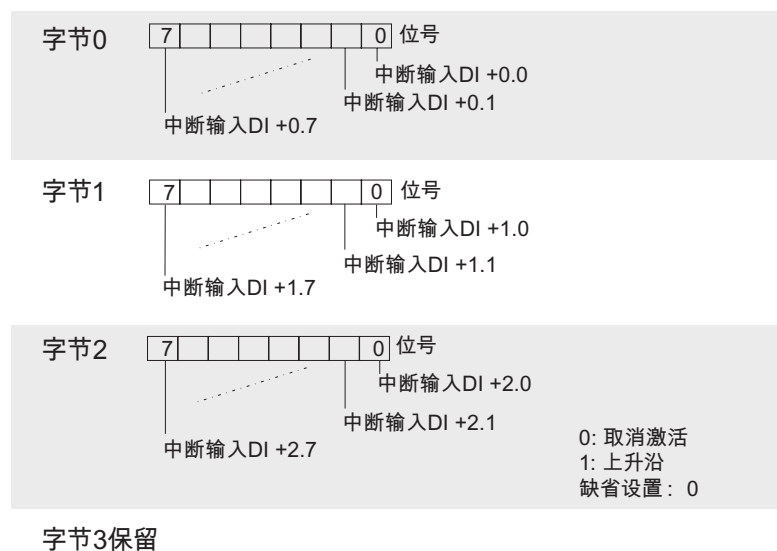 字节0 7 0 位号
中断输入DI +0.0
中断输入DI +0.1
中断输入DI +0.7
字节1 7 0 位号
中断输入DI +1.0
中断输入DI +1.1
中断输入DI +1.7
字节2 7 0 位号
中断输入DI +2.0
中断输入DI +2.1
中断输入DI +2.7
0: 取消激活
1: 上升沿
缺省设置：0
字节3保留